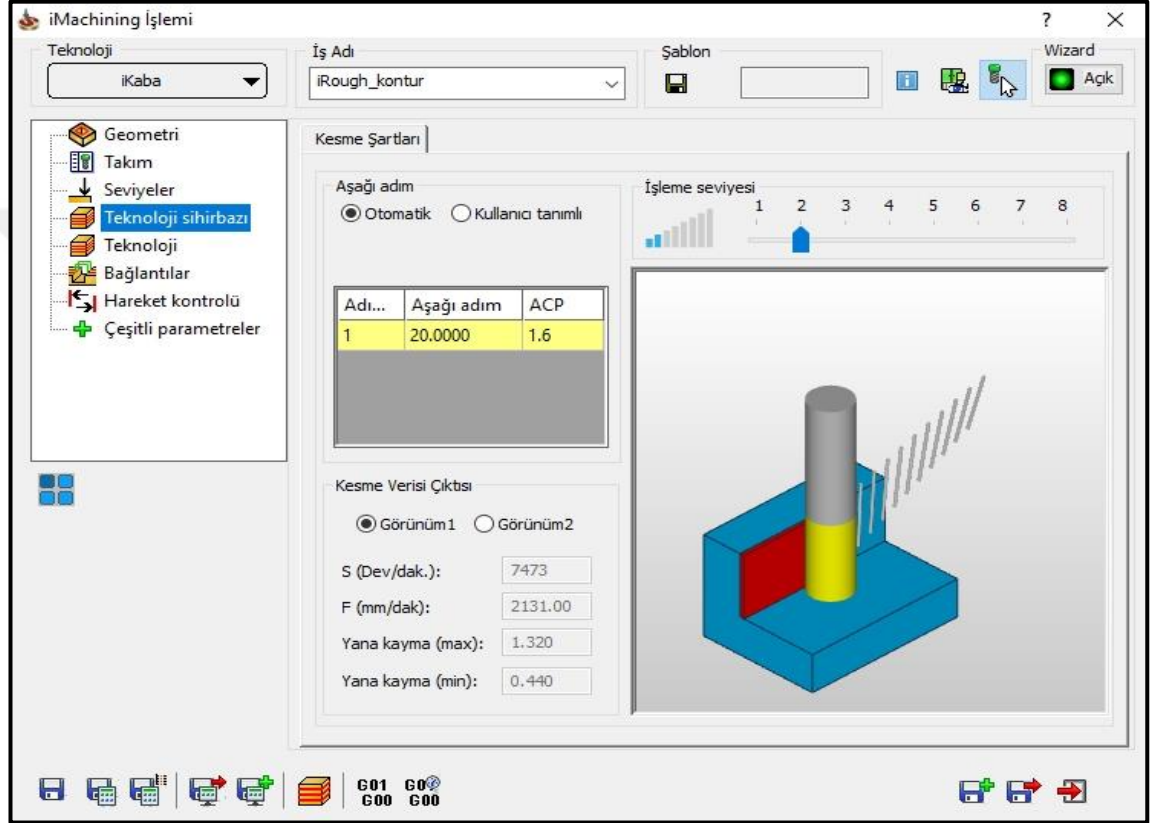 iMachining İşlemi
Teknoloji
iKaba
İş Adı
iRough_kontur
Şablon
Wizard
Açık
Geometri
Takım
Seviyeler
Teknoloji sihirbazı
Teknoloji
Bağlantılar
Hareket kontrolü
Çeşitli parametreler
Kesme Şartları
Aşağı adım
Otomatik Kullanıcı tanımlı
Adı... Aşağı adım ACP
1 20.0000 1.6
İşleme seviyesi
1 2 3 4 5 6 7 8
Kesme Verisi Çıktısı
Görünüm1 Görünüm2
S (Dev/dak.): 7473
F (mm/dak): 2131.00
Yana kayma (max): 1.320
Yana kayma (min): 0.440
G01 G00
G00 G00